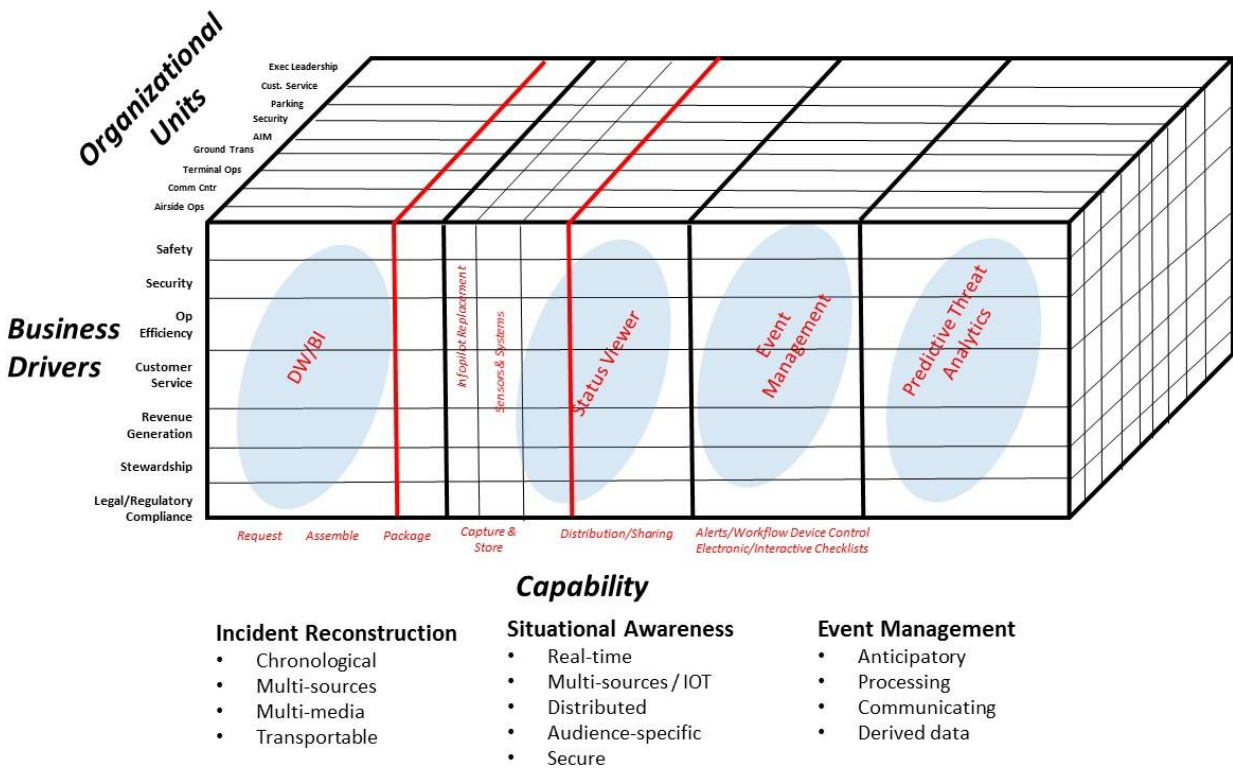 Organizational
Units
Exec Leadership
Cust. Service
Parking
Security
AIM
Ground Trans
Terminal Ops
Comm Cntr
Airside Ops
Business
Drivers
Safety
Security
Op
Efficiency
Customer
Service
Revenue
Generation
Stewardship
Legal/Regulatory
Compliance
DW/BI
Infopilot Replacement
Sensors & Systems
Status Viewer
Event
Management
Predictive Threat
Analytics
Request
Assemble
Package
Capture &
Store
Distribution/Sharing
Alerts/Workflow Device Control
Electronic/Interactive Checklists
Capability
Incident Reconstruction
• Chronological
• Multi-sources
• Multi-media
• Transportable
Situational Awareness
• Real-time
• Multi-sources / IOT
• Distributed
• Audience-specific
• Secure
Event Management
• Anticipatory
• Processing
• Communicating
• Derived data